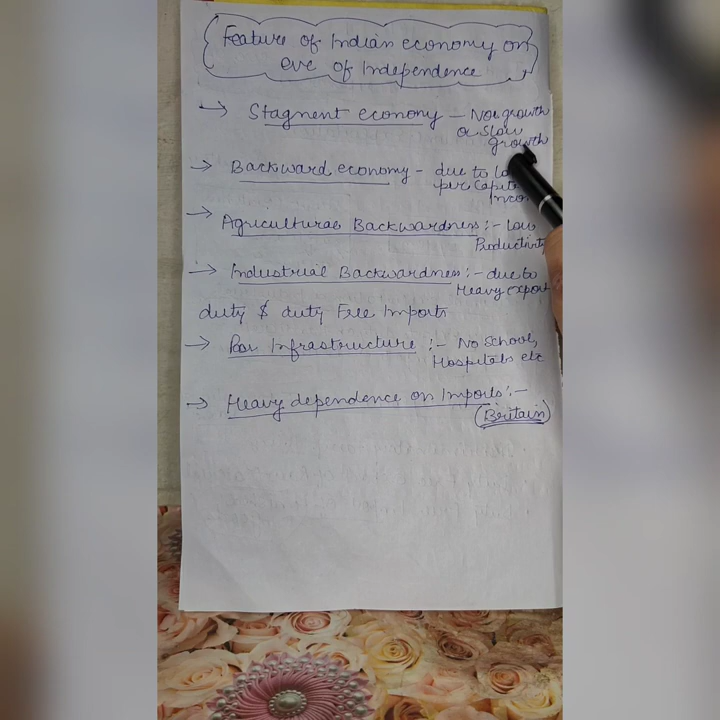 Feature of Indian economy on
eve of Independence
→ Stagnent economy - No growth
or slow
growth
→ Backward economy - due to
per Capita
→ Agricultural Backwardness :- Low
Productivity
→ Industrial Backwardness :- due to
Heavy export
duty & duty Free Imports
→ Poor Infrastructure :- No Schools,
Hospitals etc
→ Heavy dependence on Imports :-
(Britain)